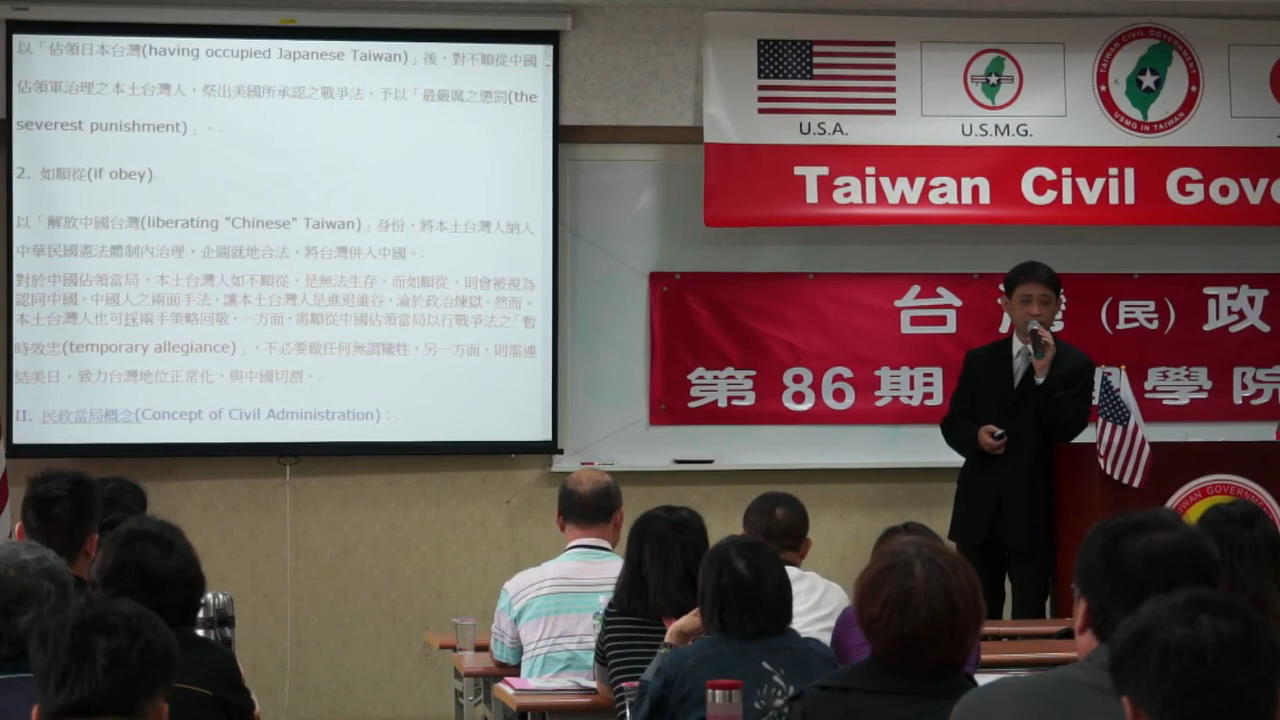 以「佔領日本台灣(having occupied Japanese Taiwan)」後，對不順從中國
佔領軍治理之本土台灣人，祭出美國所承認之戰爭法，予以「最嚴厲之懲罰(the
severest punishment)」。
2. 如順從(if obey)
以「解放中國台灣(liberating "Chinese" Taiwan)」身份，將本土台灣人納入
中華民國憲法體制內治理，企圖就地合法，將台灣併入中國。
對於中國佔領當局，本土台灣人如不順從，是無法生存，而如順從，則會被視為
認同中國。中國人之兩面手法，讓本土台灣人是進退維谷，淪於政治煉獄。然而。
本土台灣人也可採兩手策略回敬，一方面，需順從中國佔領當局以行戰爭法之「暫
時效忠(temporary allegiance)」，不必要做任何無謂犧牲，另一方面，則需連
結美日，致力台灣地位正常化，與中國切割。
II. 民政當局概念(Concept of Civil Administration)：
U.S.A.
U.S.M.G.
TAIWAN CIVIL GOVERNMENT
USMG IN TAIWAN
Taiwan Civil Gove
台灣(民)政
第86期 學院
WAN GOVERNMENT